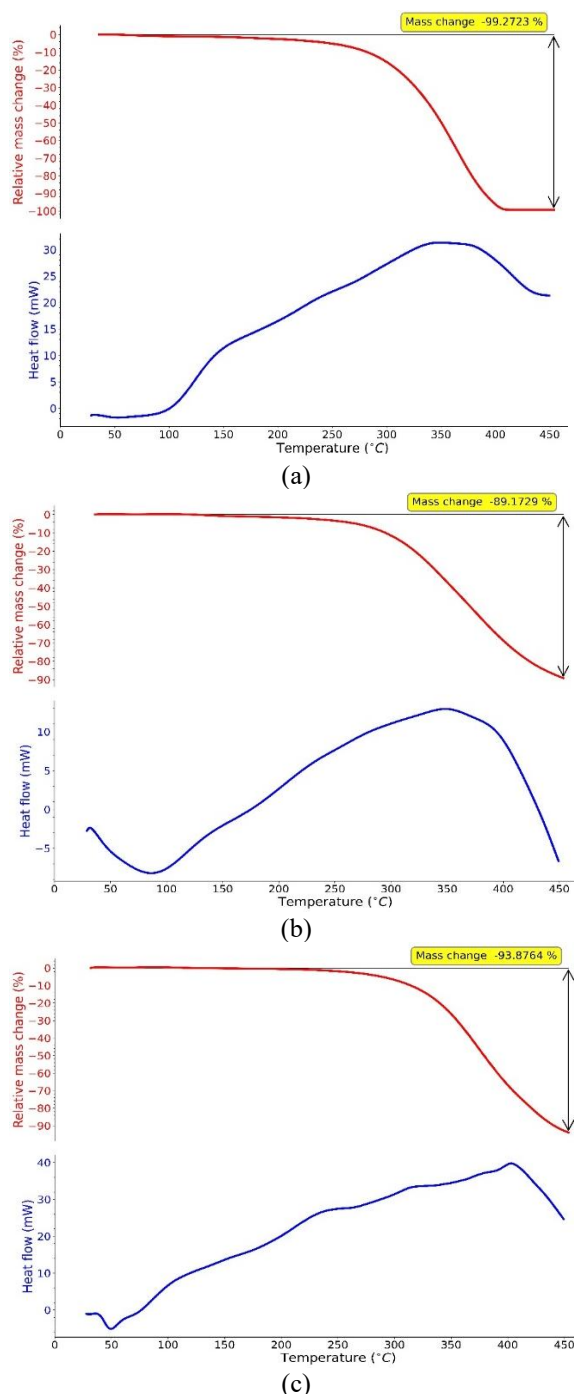 Mass change -99.2723 %
Relative mass change (%)
0
−10
−20
−30
−40
−50
−60
−70
−80
−90
−100
Heat flow (mW)
30
25
20
15
10
5
0
0 50 100 150 200 250 300 350 400 450
Temperature (°C)
(a)
Mass change -89.1729 %
Relative mass change (%)
0
−10
−20
−30
−40
−50
−60
−70
−80
−90
Heat flow (mW)
10
5
0
−5
0 50 100 150 200 250 300 350 400 450
Temperature (°C)
(b)
Mass change -93.8764 %
Relative mass change (%)
0
−10
−20
−30
−40
−50
−60
−70
−80
−90
Heat flow (mW)
40
30
20
10
0
0 50 100 150 200 250 300 350 400 450
Temperature (°C)
(c)